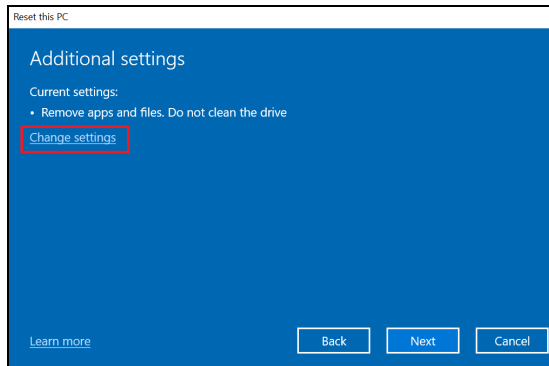 Reset this PC
Additional settings
Current settings:
• Remove apps and files. Do not clean the drive
Change settings
Learn more
Back
Next
Cancel